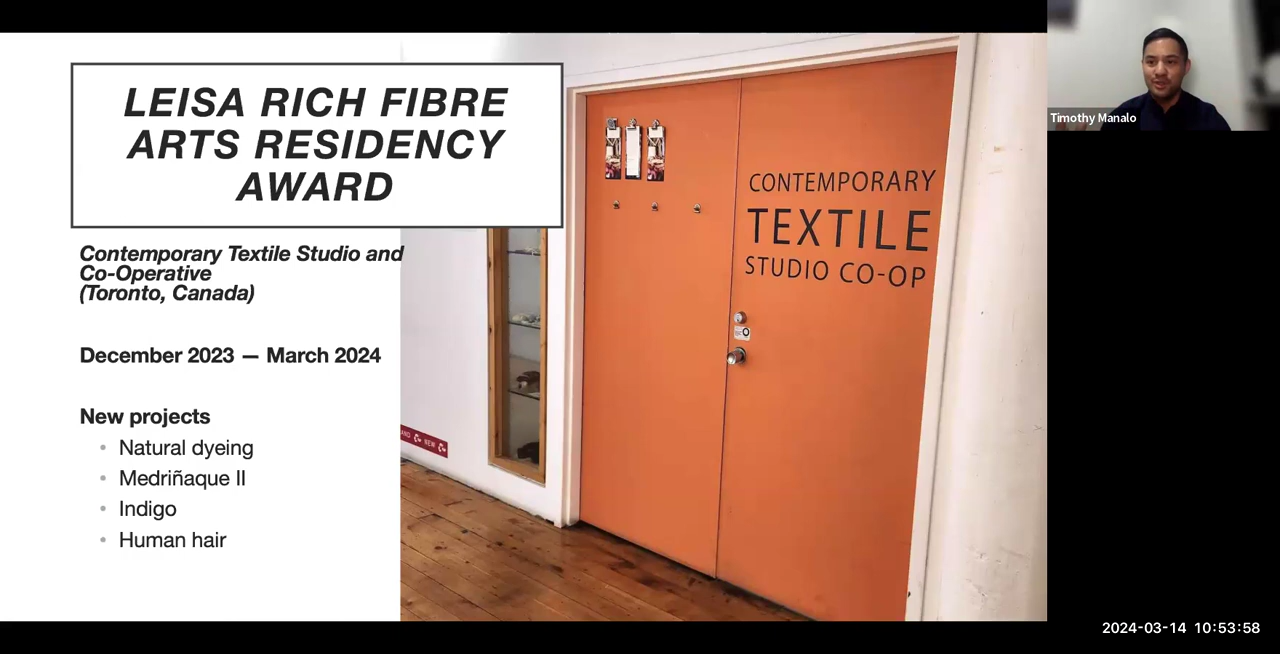 LEISA RICH FIBRE
ARTS RESIDENCY
AWARD
Contemporary Textile Studio and
Co-Operative
(Toronto, Canada)
December 2023 — March 2024
New projects
• Natural dyeing
• Medriñaque II
• Indigo
• Human hair
CONTEMPORARY
TEXTILE
STUDIO CO-OP
NEW
Timothy Manalo
2024-03-14 10:53:58